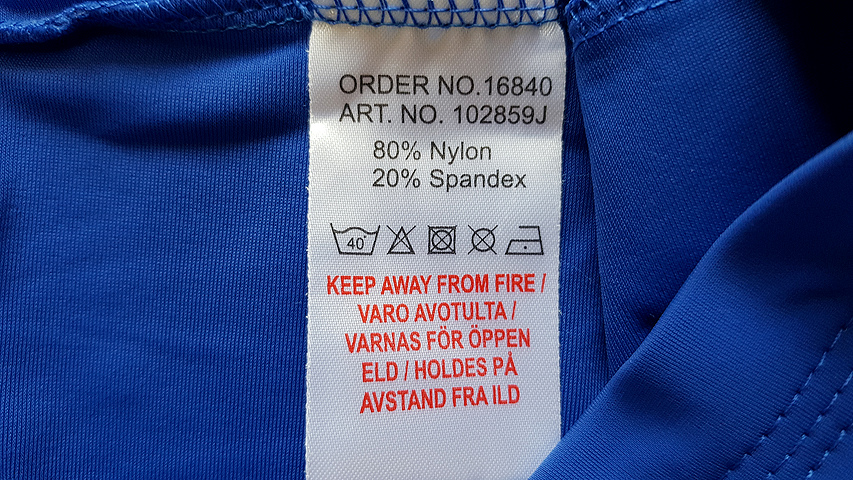 ORDER NO.16840
ART. NO. 102859J
80% Nylon
20% Spandex
40°
KEEP AWAY FROM FIRE /
VARO AVOTULTA /
VARNAS FÖR ÖPPEN
ELD / HOLDES PÅ
AVSTAND FRA ILD